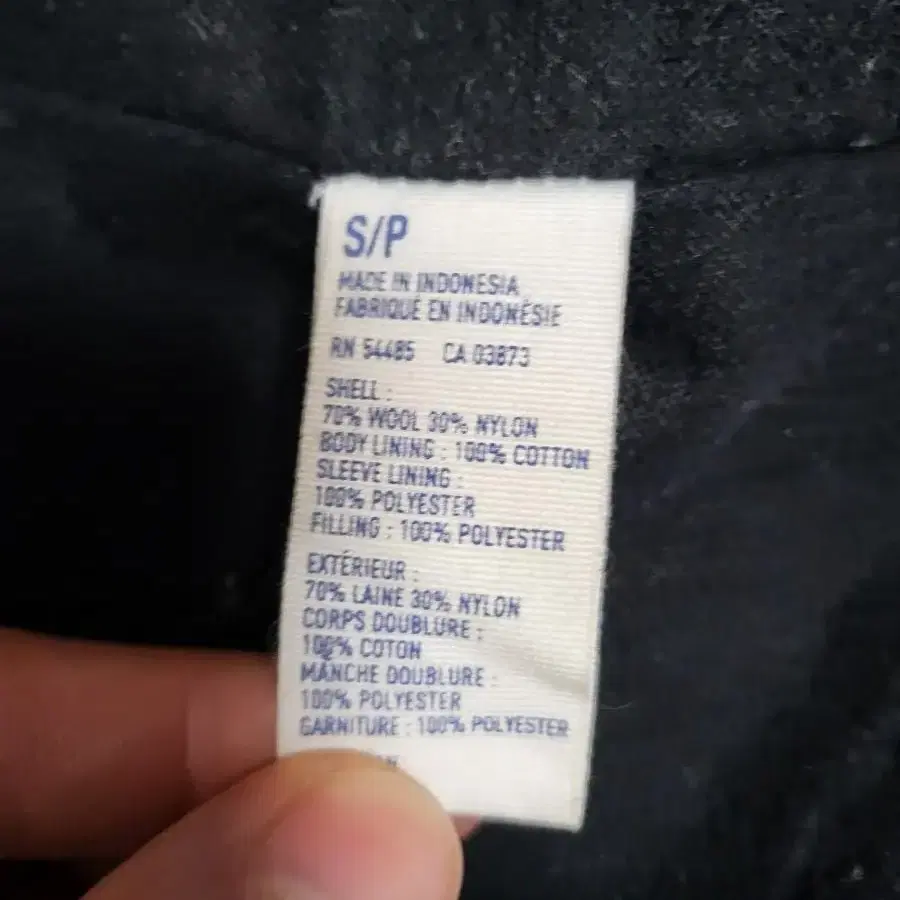 S/P
MADE IN INDONESIA
FABRIQUÉ EN INDONÉSIE
RN 54485 CA 03873
SHELL :
70% WOOL 30% NYLON
BODY LINING : 100% COTTON
SLEEVE LINING :
100% POLYESTER
FILLING : 100% POLYESTER
EXTÉRIEUR :
70% LAINE 30% NYLON
CORPS DOUBLURE :
100% COTON
MANCHE DOUBLURE :
100% POLYESTER
GARNITURE : 100% POLYESTER